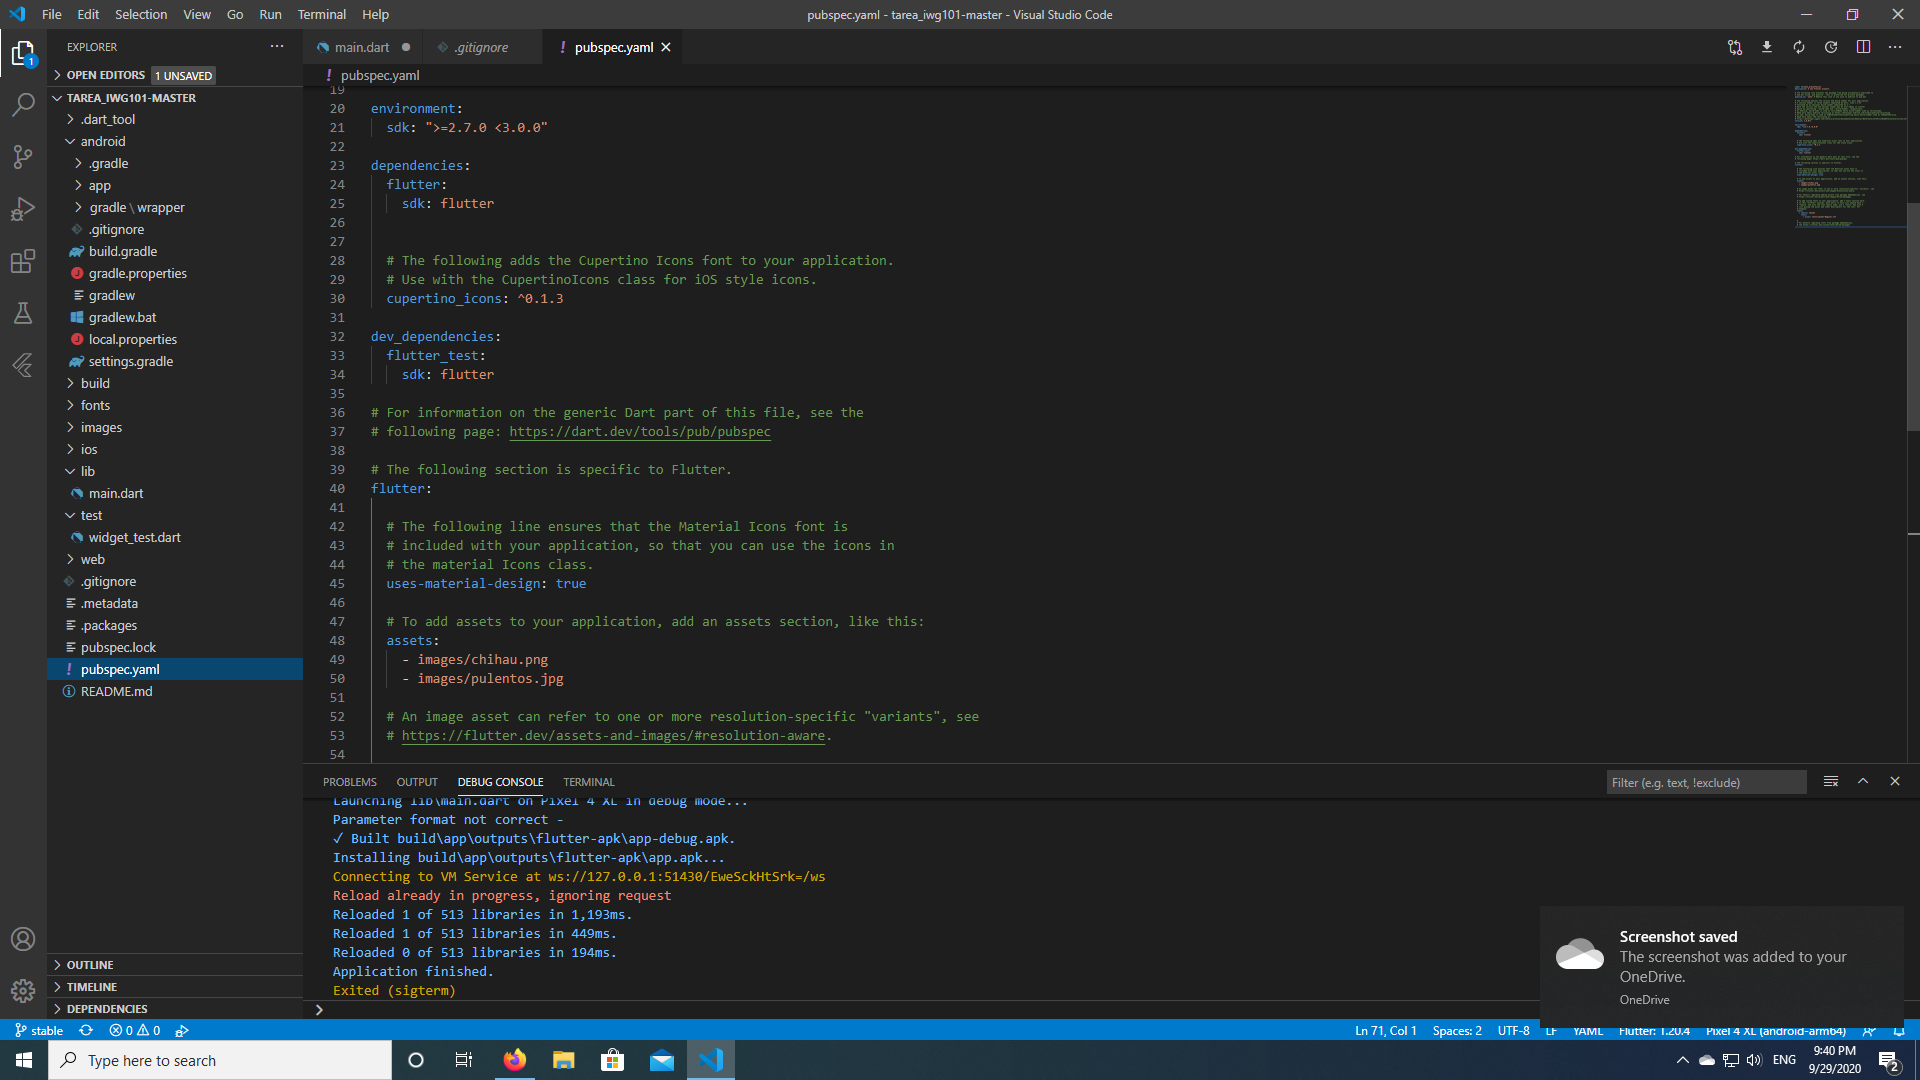 File Edit Selection View Go Run Terminal Help
pubspec.yaml - tarea_iwg101-master - Visual Studio Code
EXPLORER
main.dart
.gitignore
! pubspec.yaml
OPEN EDITORS 1 UNSAVED
TAREA_IWG101-MASTER
.dart_tool
android
.gradle
app
gradle \ wrapper
.gitignore
build.gradle
gradle.properties
gradlew
gradlew.bat
local.properties
settings.gradle
build
fonts
images
ios
lib
main.dart
test
widget_test.dart
web
.gitignore
.metadata
.packages
pubspec.lock
! pubspec.yaml
README.md
OUTLINE
TIMELINE
DEPENDENCIES
! pubspec.yaml
19
20 environment:
21 sdk: ">=2.7.0 <3.0.0"
22
23 dependencies:
24 flutter:
25 sdk: flutter
26
27
28 # The following adds the Cupertino Icons font to your application.
29 # Use with the CupertinoIcons class for iOS style icons.
30 cupertino_icons: ^0.1.3
31
32 dev_dependencies:
33 flutter_test:
34 sdk: flutter
35
36 # For information on the generic Dart part of this file, see the
37 # following page: https://dart.dev/tools/pub/pubspec
38
39 # The following section is specific to Flutter.
40 flutter:
41
42 # The following line ensures that the Material Icons font is
43 # included with your application, so that you can use the icons in
44 # the material Icons class.
45 uses-material-design: true
46
47 # To add assets to your application, add an assets section, like this:
48 assets:
49 - images/chihau.png
50 - images/pulentos.jpg
51
52 # An image asset can refer to one or more resolution-specific "variants", see
53 # https://flutter.dev/assets-and-images/#resolution-aware.
54
PROBLEMS OUTPUT DEBUG CONSOLE TERMINAL
Filter (e.g. text, !exclude)
Launching lib\main.dart on Pixel 4 XL in debug mode...
Parameter format not correct -
✓ Built build\app\outputs\flutter-apk\app-debug.apk.
Installing build\app\outputs\flutter-apk\app.apk...
Connecting to VM Service at ws://127.0.0.1:51430/EweSckHtSrk=/ws
Reload already in progress, ignoring request
Reloaded 1 of 513 libraries in 1,193ms.
Reloaded 1 of 513 libraries in 449ms.
Reloaded 0 of 513 libraries in 194ms.
Application finished.
Exited (sigterm)
Screenshot saved
The screenshot was added to your
OneDrive.
OneDrive
stable 0 0
Ln 71, Col 1 Spaces: 2 UTF-8 LF YAML Flutter: 1.20.4 Pixel 4 XL (android-arm64)
Type here to search
ENG
9:40 PM
9/29/2020
2
1